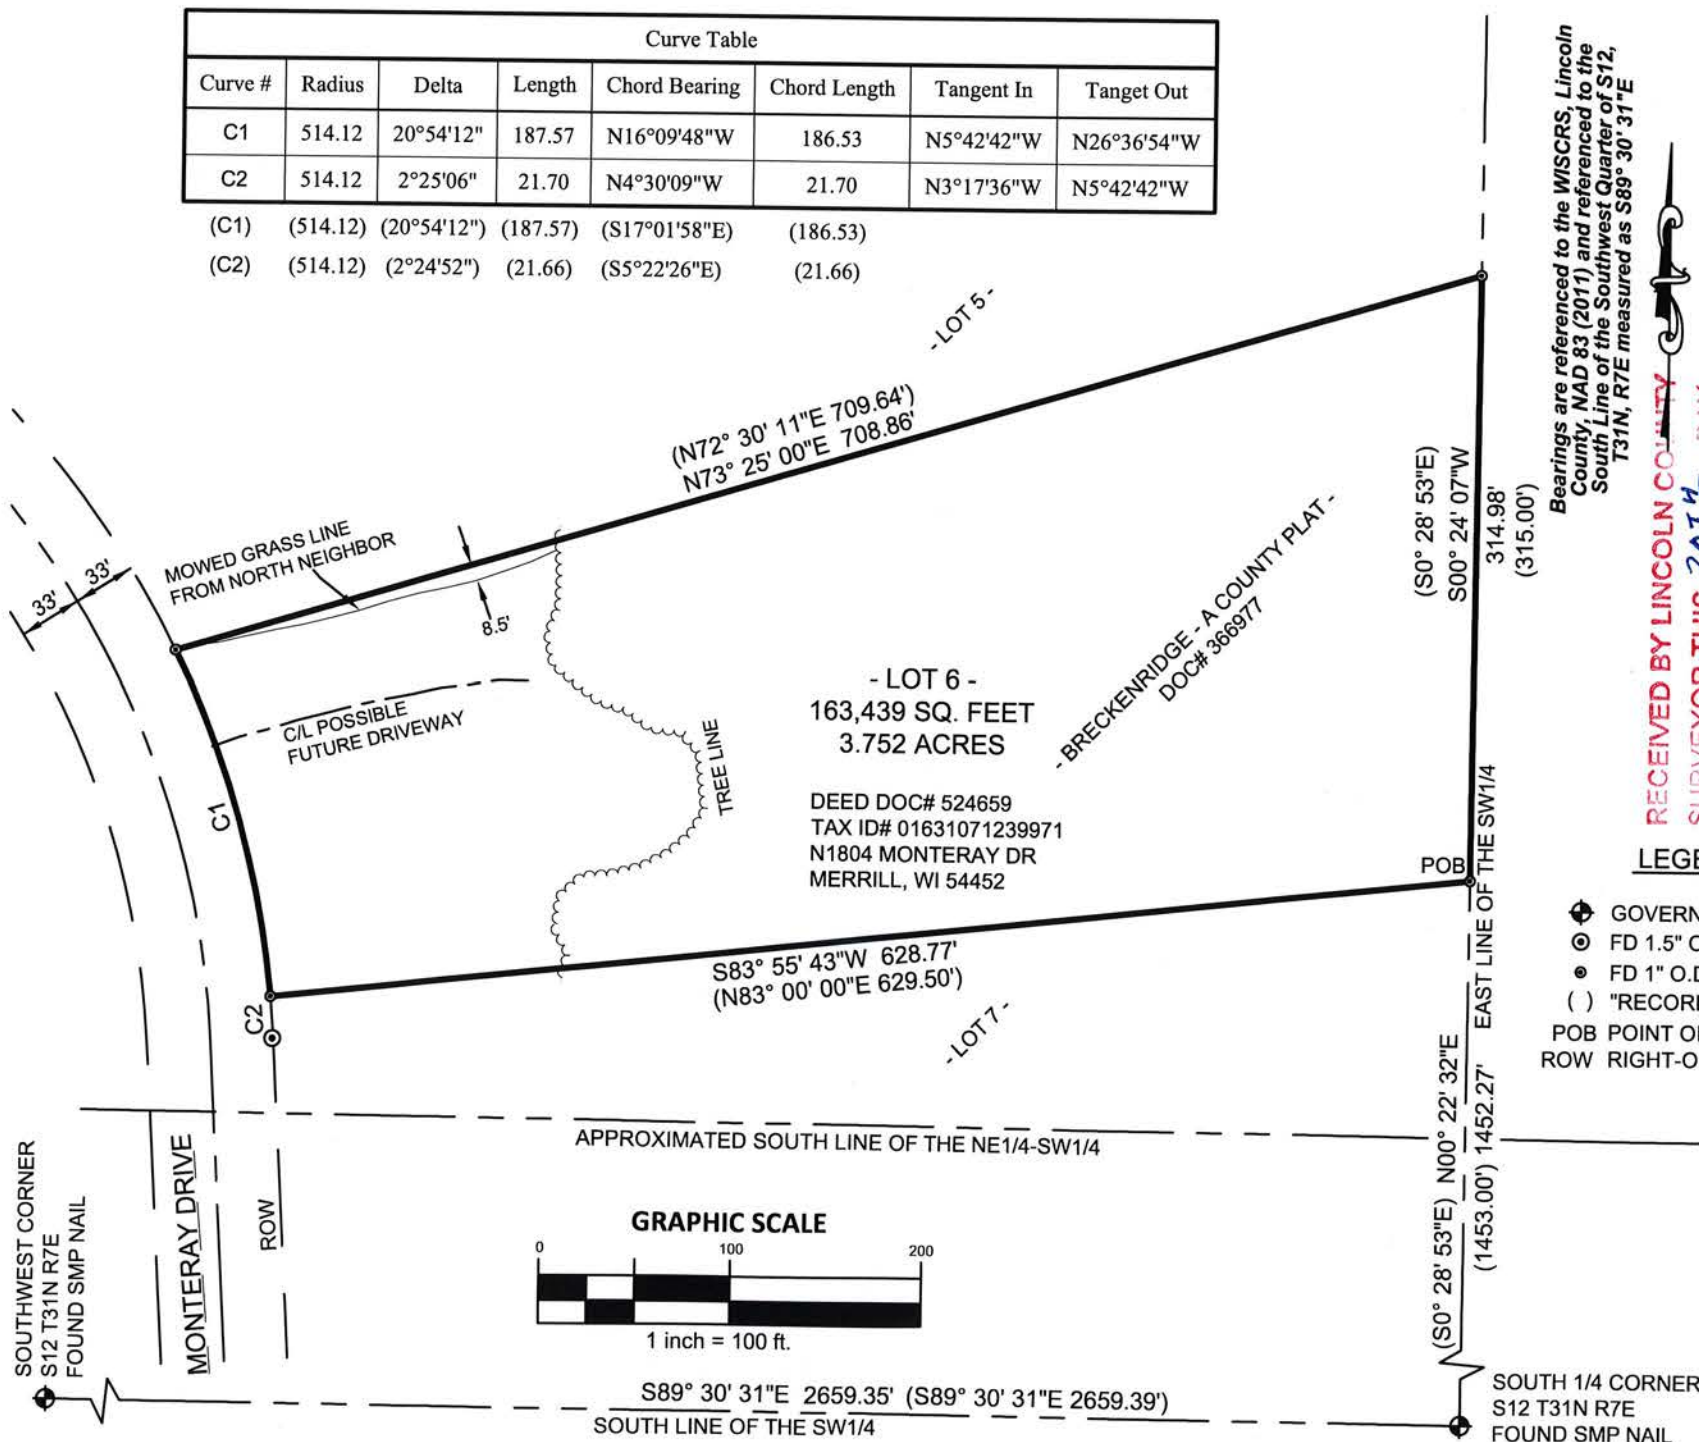 Curve Table
Curve # Radius Delta Length Chord Bearing Chord Length Tangent In Tanget Out
C1 514.12 20°54'12" 187.57 N16°09'48"W 186.53 N5°42'42"W N26°36'54"W
C2 514.12 2°25'06" 21.70 N4°30'09"W 21.70 N3°17'36"W N5°42'42"W
(C1) (514.12) (20°54'12") (187.57) (S17°01'58"E) (186.53)
(C2) (514.12) (2°24'52") (21.66) (S5°22'26"E) (21.66)
Bearings are referenced to the WISCRS, Lincoln
County, NAD 83 (2011) and referenced to the
South Line of the Southwest Quarter of S12,
T31N, R7E measured as S89° 30' 31"E
- LOT 5 -
(N72° 30' 11"E 709.64')
N73° 25' 00"E 708.86'
(S0° 28' 53"E)
S00° 24' 07"W
314.98'
(315.00')
RECEIVED BY LINCOLN COUNTY
SURVEYOR THIS
33'
33'
MOWED GRASS LINE
FROM NORTH NEIGHBOR
8.5'
C/L POSSIBLE
FUTURE DRIVEWAY
TREE LINE
- LOT 6 -
163,439 SQ. FEET
3.752 ACRES
- BRECKENRIDGE - A COUNTY PLAT -
DOC# 366977
DEED DOC# 524659
TAX ID# 01631071239971
N1804 MONTERAY DR
MERRILL, WI 54452
C1
POB
EAST LINE OF THE SW1/4
GOVERN
FD 1.5"
FD 1" O.D
( ) "RECOR
POB POINT O
ROW RIGHT-O
S83° 55' 43"W 628.77'
(N83° 00' 00"E 629.50')
C2
- LOT 7 -
(S0° 28' 53"E) N00° 22' 32"E
(1453.00') 1452.27'
APPROXIMATED SOUTH LINE OF THE NE1/4-SW1/4
MONTERAY DRIVE
ROW
GRAPHIC SCALE
0 100 200
1 inch = 100 ft.
SOUTHWEST CORNER
S12 T31N R7E
FOUND SMP NAIL
S89° 30' 31"E 2659.35' (S89° 30' 31"E 2659.39')
SOUTH LINE OF THE SW1/4
SOUTH 1/4 CORNER
S12 T31N R7E
FOUND SMP NAIL